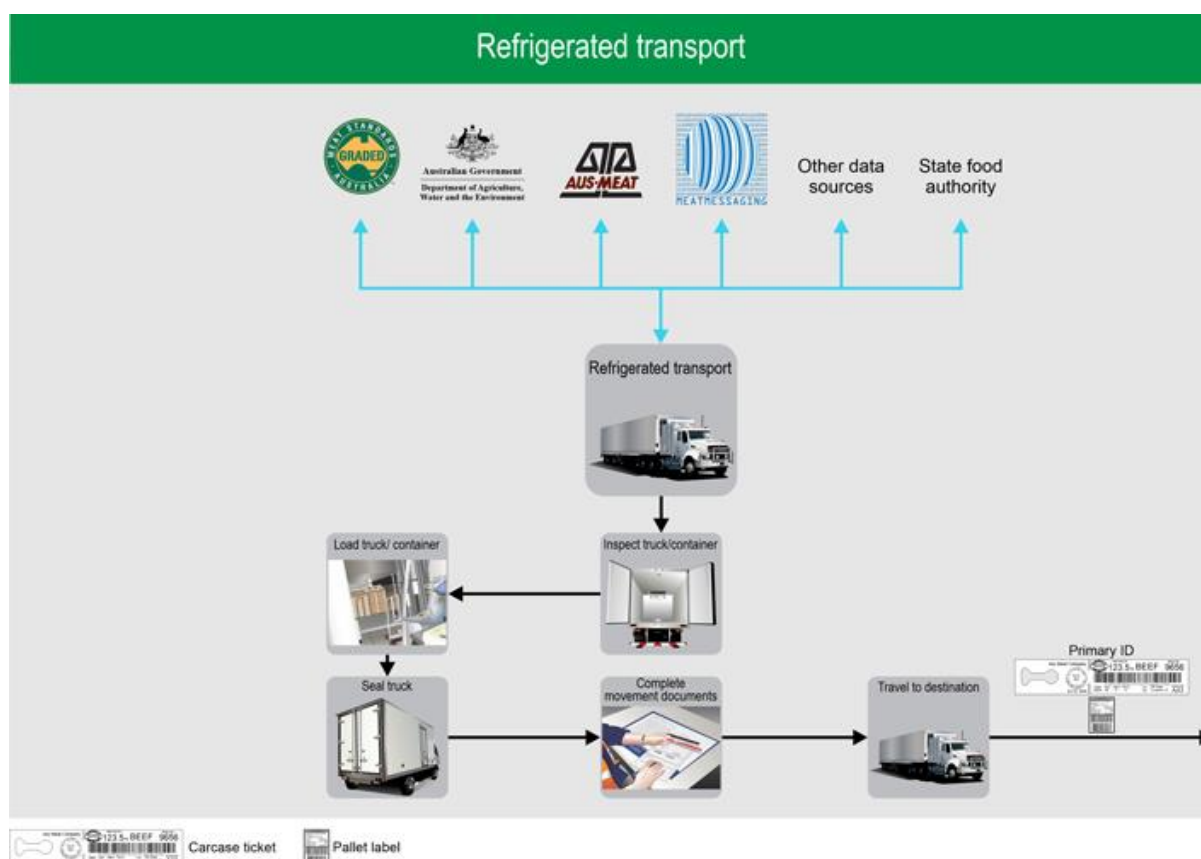 Refrigerated transport
MEAT STANDARDS
GRADED
AUSTRALIA
Australian Government
Department of Agriculture,
Water and the Environment
AUS-MEAT
MEATMESSAGING
Other data
sources
State food
authority
Refrigerated transport
Load truck/ container
Inspect truck/container
Primary ID
123.5 BEEF 9656
Seal truck
Complete
movement documents
Travel to destination
123.5 BEEF 9656
Carcase ticket
Pallet label